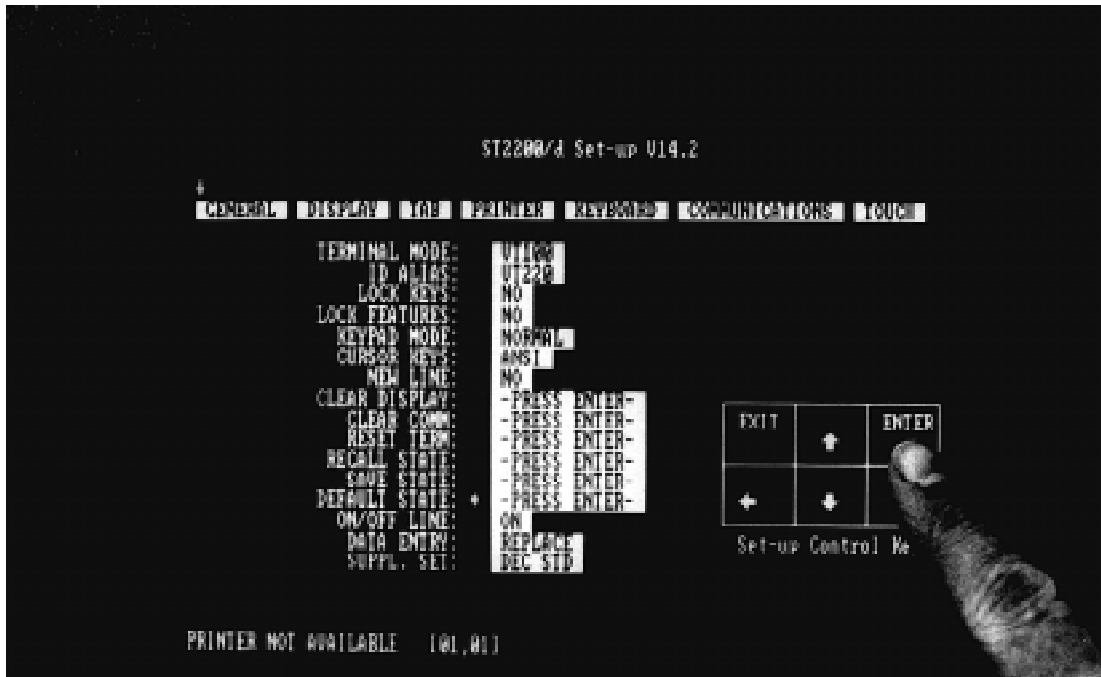 ST2200/d Set-up V14.2
GENERAL DISPLAY TAB PRINTER KEYBOARD COMMUNICATIONS TOUCH
TERMINAL MODE: VT100
ID ALIAS: VT220
LOCK KEYS: NO
LOCK FEATURES: NO
KEYPAD MODE: NORMAL
CURSOR KEYS: ANSI
NEW LINE: NO
CLEAR DISPLAY: -PRESS ENTER-
CLEAR COMM: -PRESS ENTER-
RESET TERM: -PRESS ENTER-
RECALL STATE: -PRESS ENTER-
SAVE STATE: -PRESS ENTER-
DEFAULT STATE: -PRESS ENTER-
ON/OFF LINE: ON
DATA ENTRY: REPLACE
SUPPL. SET: DEC STD
EXIT ↑ ENTER
← ↓
Set-up Control Ke
PRINTER NOT AVAILABLE [01,01]